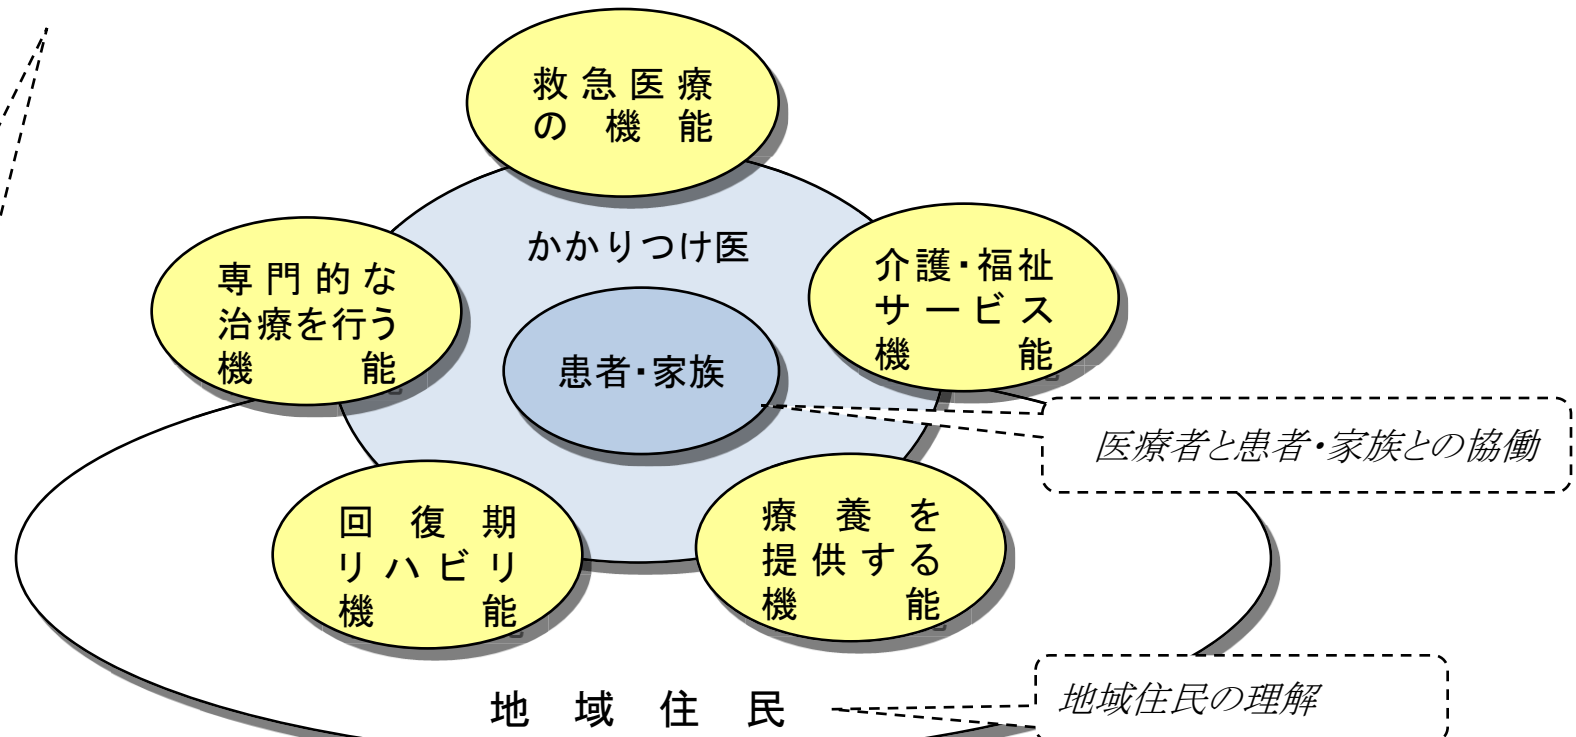 救急医療
の機能
かかりつけ医
専門的な
治療を行う
機能
介護・福祉
サービス
機能
患者・家族
医療者と患者・家族との協働
回復期
リハビリ
機能
療養を
提供する
機能
地域住民
地域住民の理解